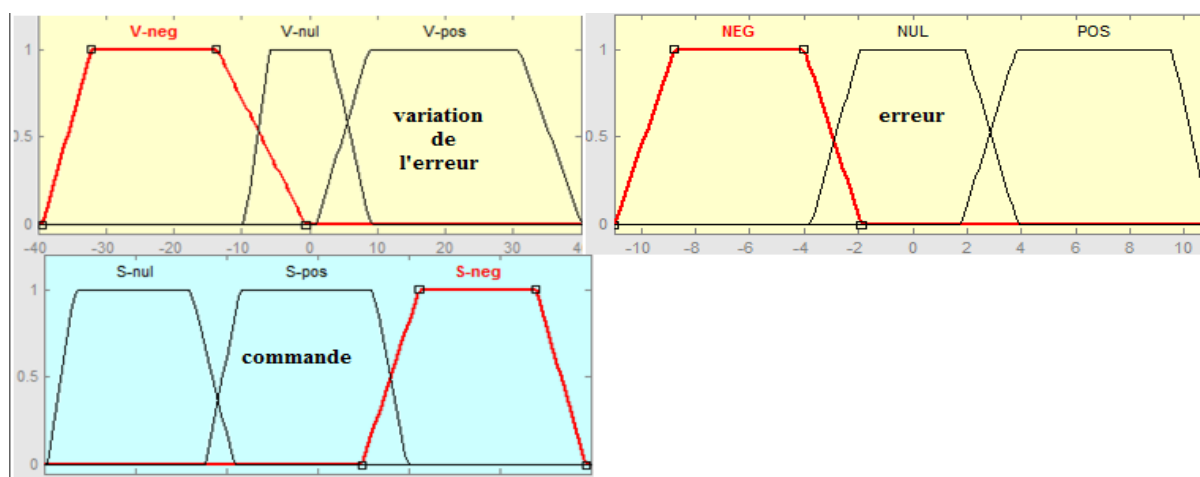 V-neg V-nul V-pos
1
variation
de
l'erreur
0.5
0
-40 -30 -20 -10 0 10 20 30 40
NEG NUL POS
1
erreur
0.5
0
-10 -8 -6 -4 -2 0 2 4 6 8 10
S-nul S-pos S-neg
1
commande
0.5
0